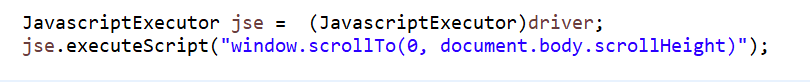 JavascriptExecutor jse =  (JavascriptExecutor)driver;
jse.executeScript("window.scrollTo(0, document.body.scrollHeight)");